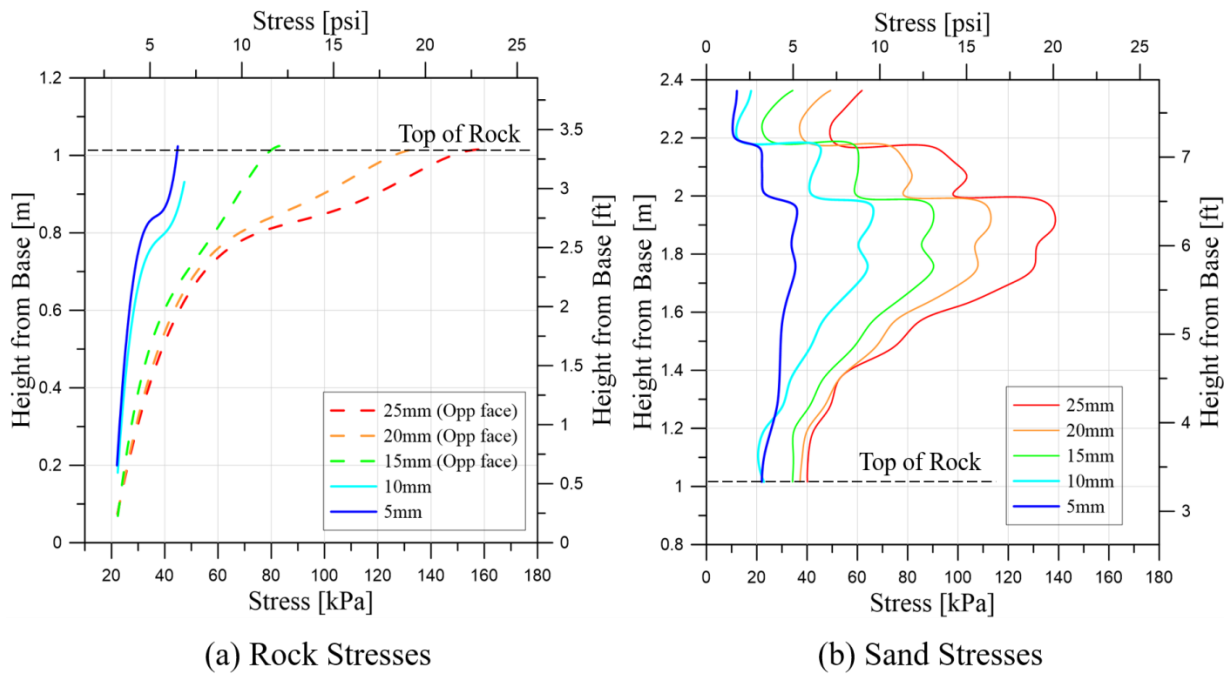 Stress [psi]
5 10 15 20 25
1.2
1
0.8
0.6
0.4
0.2
0
Height from Base [m]
Top of Rock
3.5
3
2.5
2
1.5
1
0.5
0
Height from Base [ft]
25mm (Opp face)
20mm (Opp face)
15mm (Opp face)
10mm
5mm
20 40 60 80 100 120 140 160 180
Stress [kPa]
(a) Rock Stresses
Stress [psi]
0 5 10 15 20 25
2.4
2.2
2
1.8
1.6
1.4
1.2
1
0.8
Height from Base [m]
7
6
5
4
3
Height from Base [ft]
Top of Rock
25mm
20mm
15mm
10mm
5mm
0 20 40 60 80 100 120 140 160 180
Stress [kPa]
(b) Sand Stresses